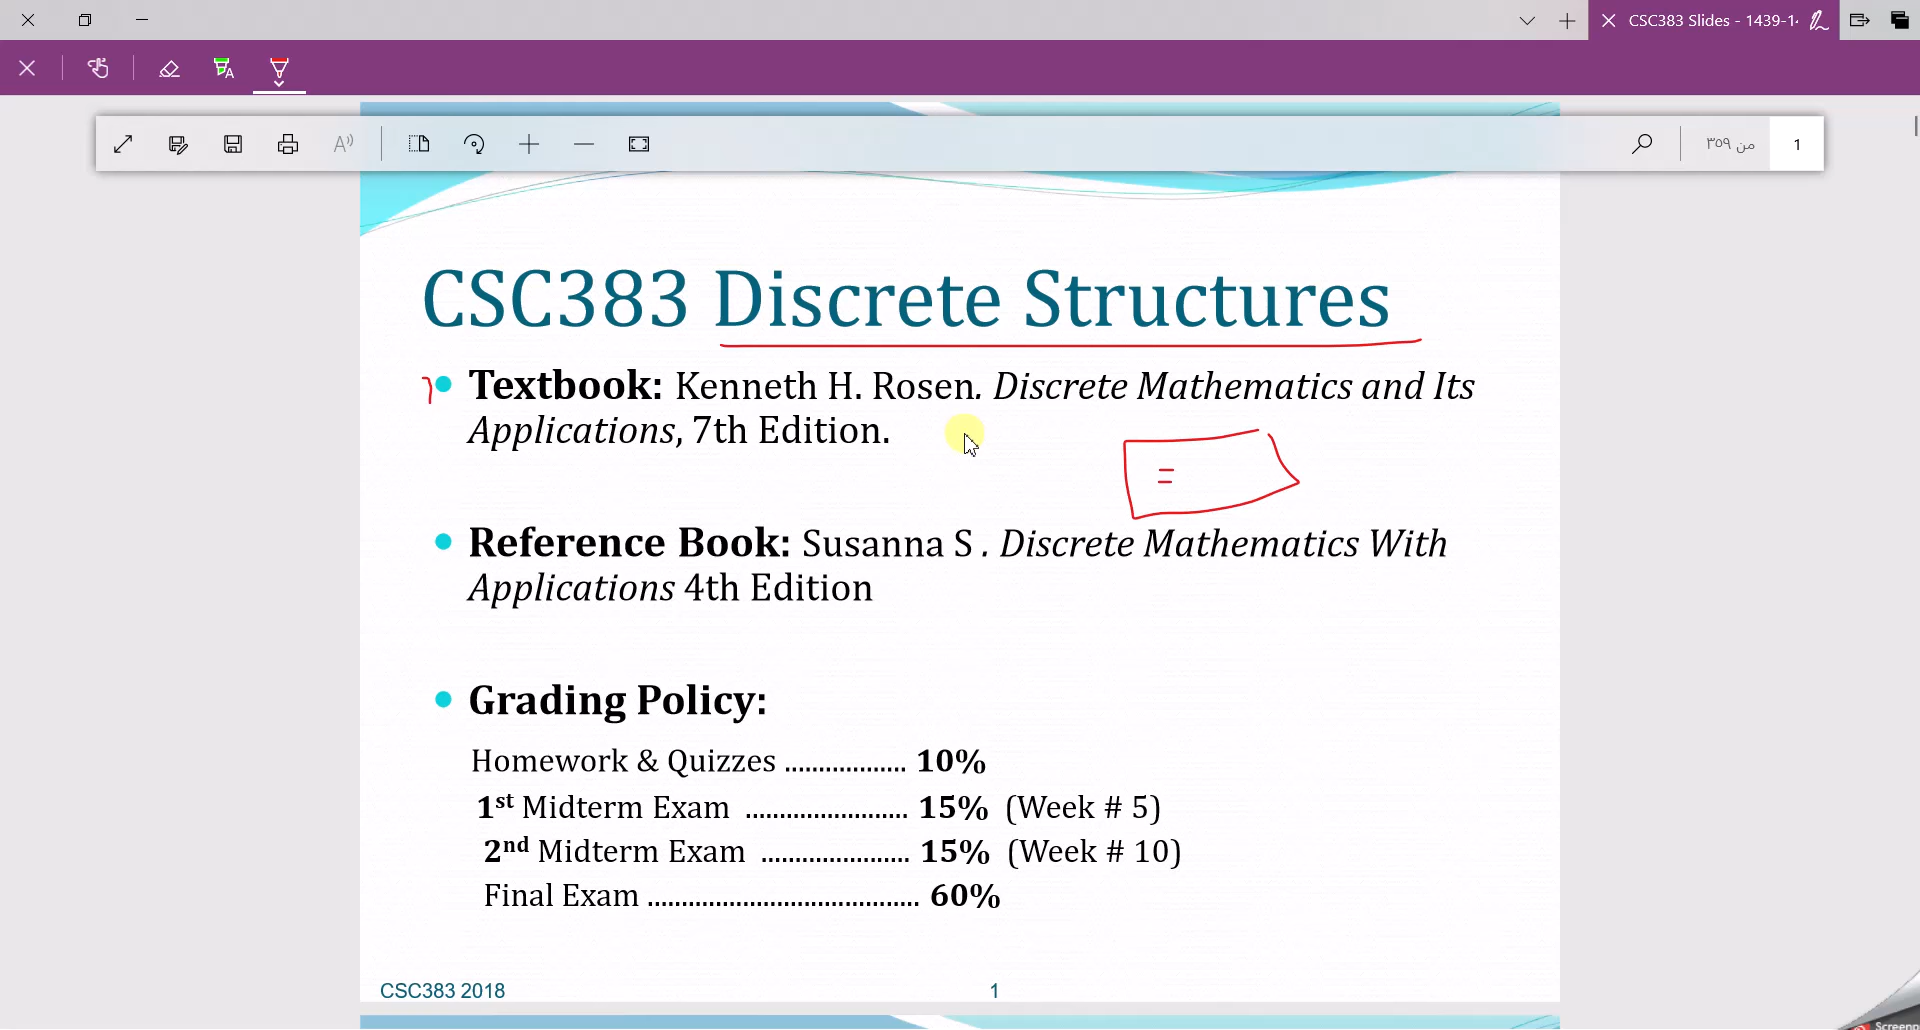 CSC383 Slides - 1439-1
من ٣٥٩
1
CSC383 Discrete Structures
• Textbook: Kenneth H. Rosen. Discrete Mathematics and Its
Applications, 7th Edition.
=
• Reference Book: Susanna S . Discrete Mathematics With
Applications 4th Edition
• Grading Policy:
Homework & Quizzes .................. 10%
1st Midterm Exam ........................ 15% (Week # 5)
2nd Midterm Exam ...................... 15% (Week # 10)
Final Exam ........................................ 60%
CSC383 2018
1